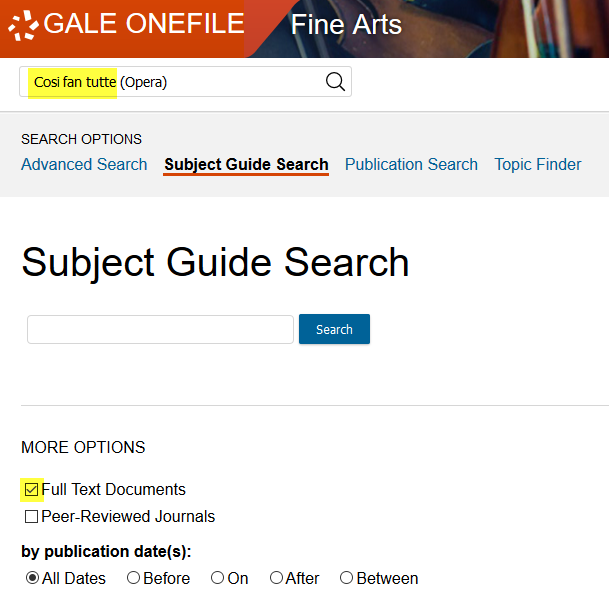 GALE ONEFILE Fine Arts
Cosi fan tutte (Opera)
SEARCH OPTIONS
Advanced Search Subject Guide Search Publication Search Topic Finder
Subject Guide Search
Search
MORE OPTIONS
Full Text Documents
Peer-Reviewed Journals
by publication date(s):
All Dates Before On After Between